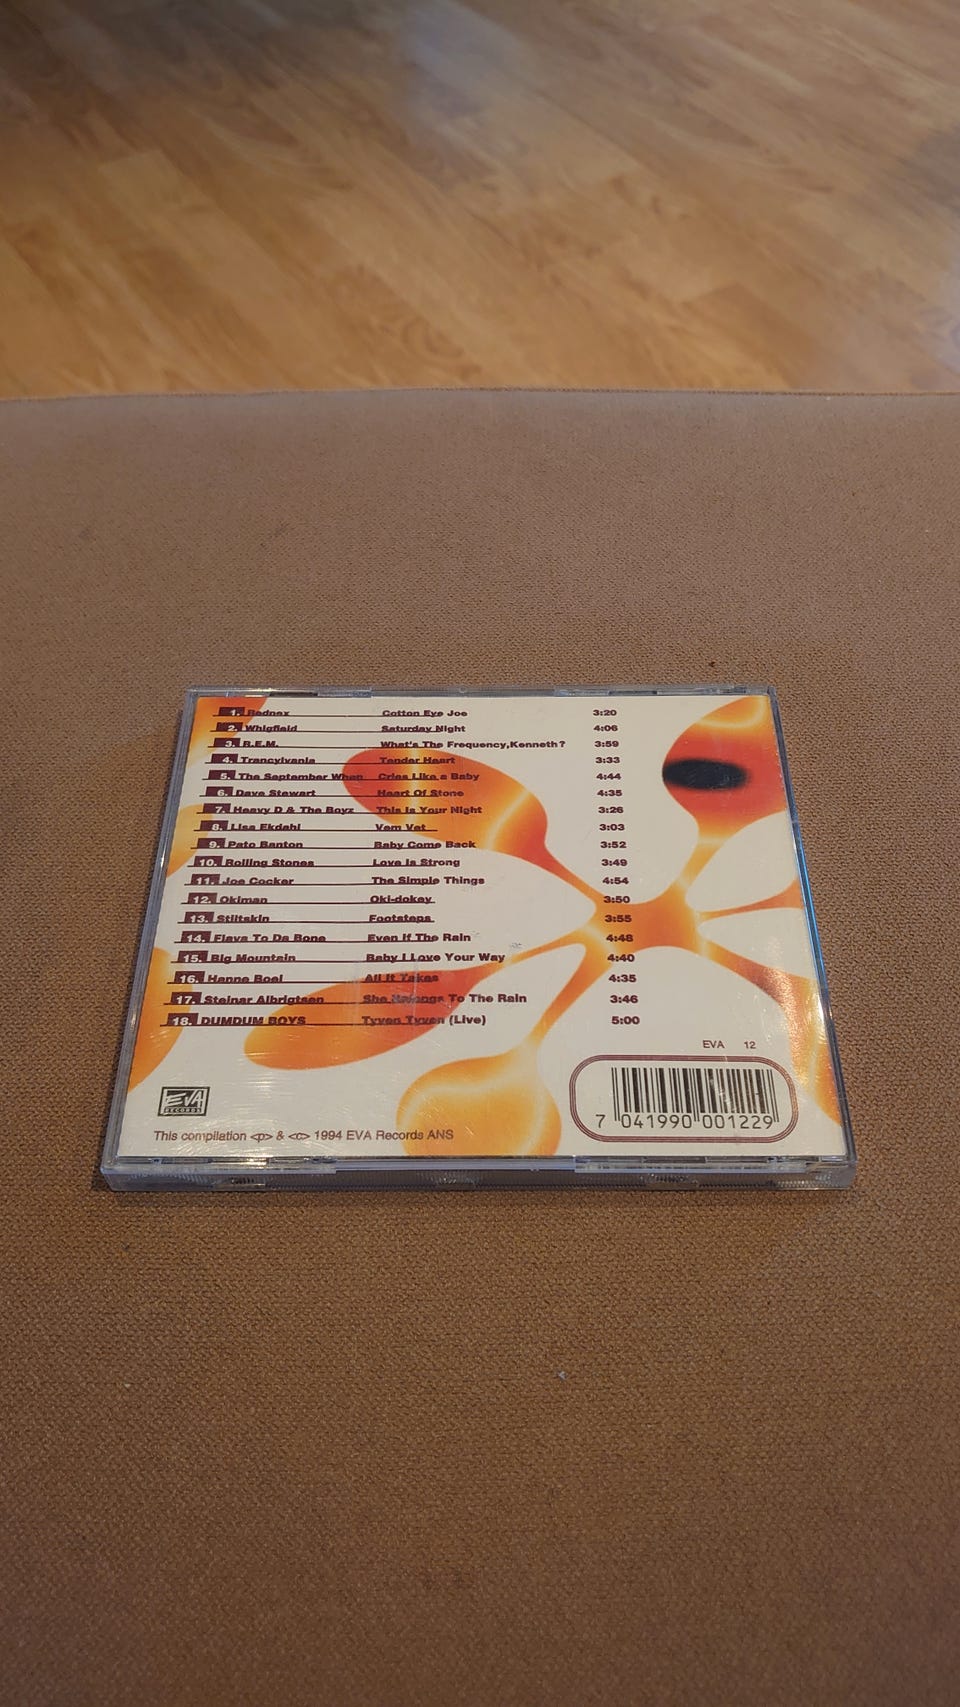 1. Rednex Cotton Eye Joe 3:20
2. Whigfield Saturday Night 4:06
3. R.E.M. What's The Frequency,Kenneth? 3:59
4. Trancylvania Tender Heart 3:33
5. The September When Cries Like a Baby 4:44
6. Dave Stewart Heart Of Stone 4:35
7. Heavy D & The Boyz This Is Your Night 3:26
8. Lisa Ekdahl Vem Vet 3:03
9. Pato Banton Baby Come Back 3:52
10. Rolling Stones Love Is Strong 3:49
11. Joe Cocker The Simple Things 4:54
12. Okiman Oki-dokey 3:50
13. Stiltskin Footsteps 3:55
14. Flava To Da Bone Even If The Rain 4:48
15. Big Mountain Baby I Love Your Way 4:40
16. Hanne Boel All It Takes 4:35
17. Steinar Albrigtsen She Belongs To The Rain 3:46
18. DUMDUM BOYS Tyven Tyven (Live) 5:00
EVA 12
EVA
RECORDS
7 041990 001229
This compilation <p> & <c> 1994 EVA Records ANS